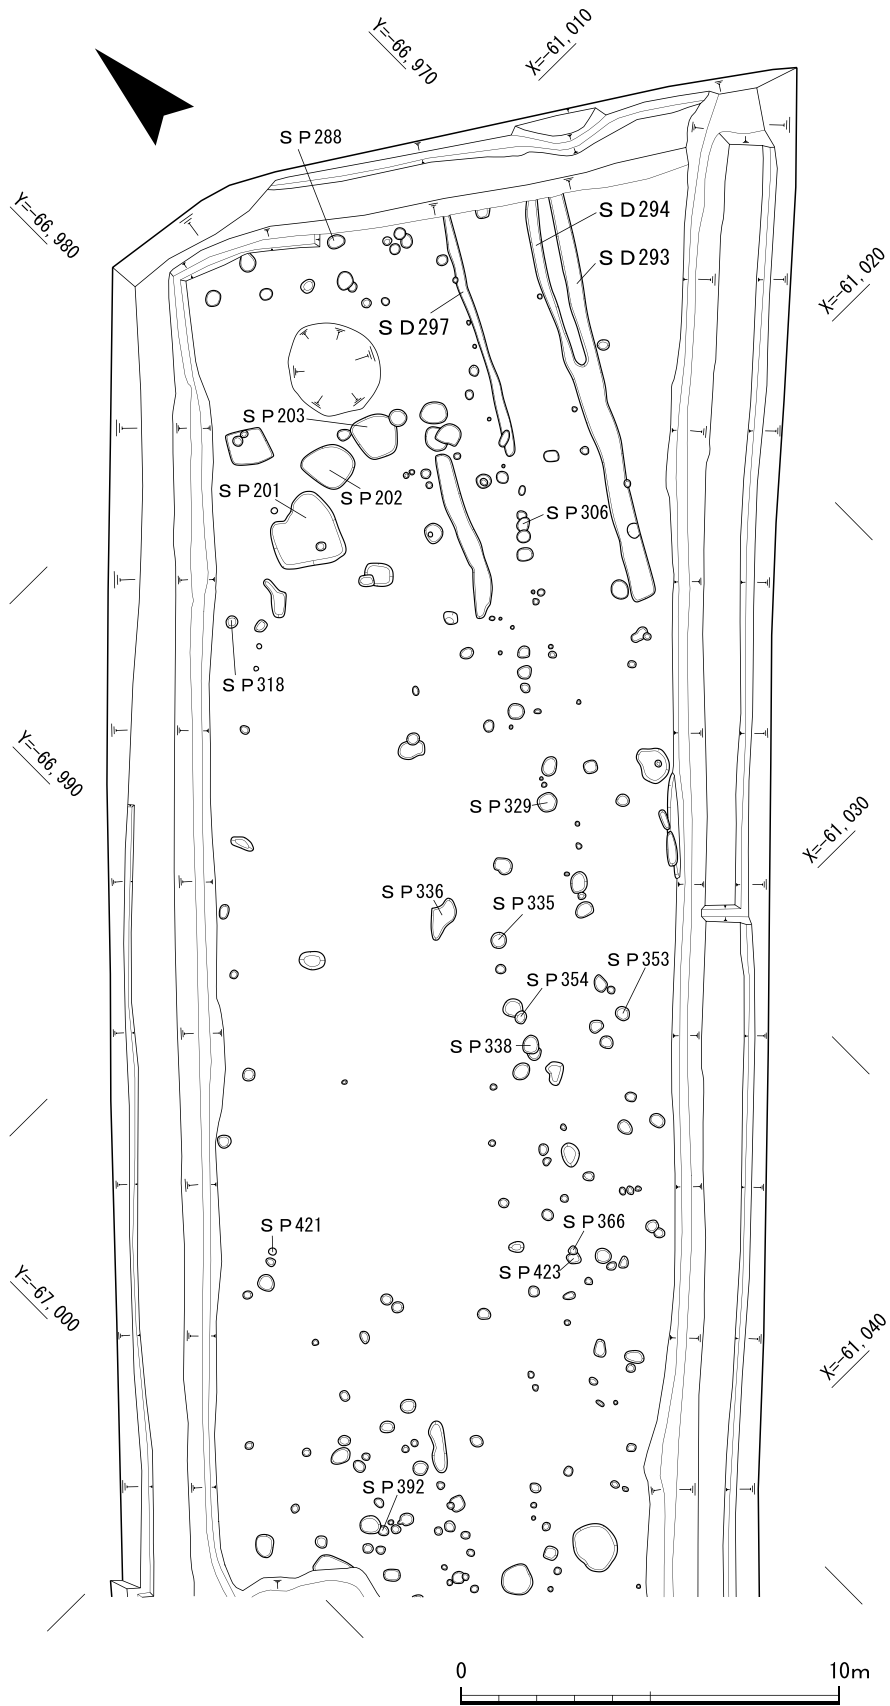 Y=-66,970
X=-61,010
SP288
Y=-66,980
SD294
SD293
X=-61,020
SD297
SP203
SP201
SP202
SP306
SP318
Y=-66,990
SP329
X=-61,030
SP336
SP335
SP353
SP354
SP338
SP421
SP366
SP423
Y=-67,000
X=-61,040
SP392
0 10m